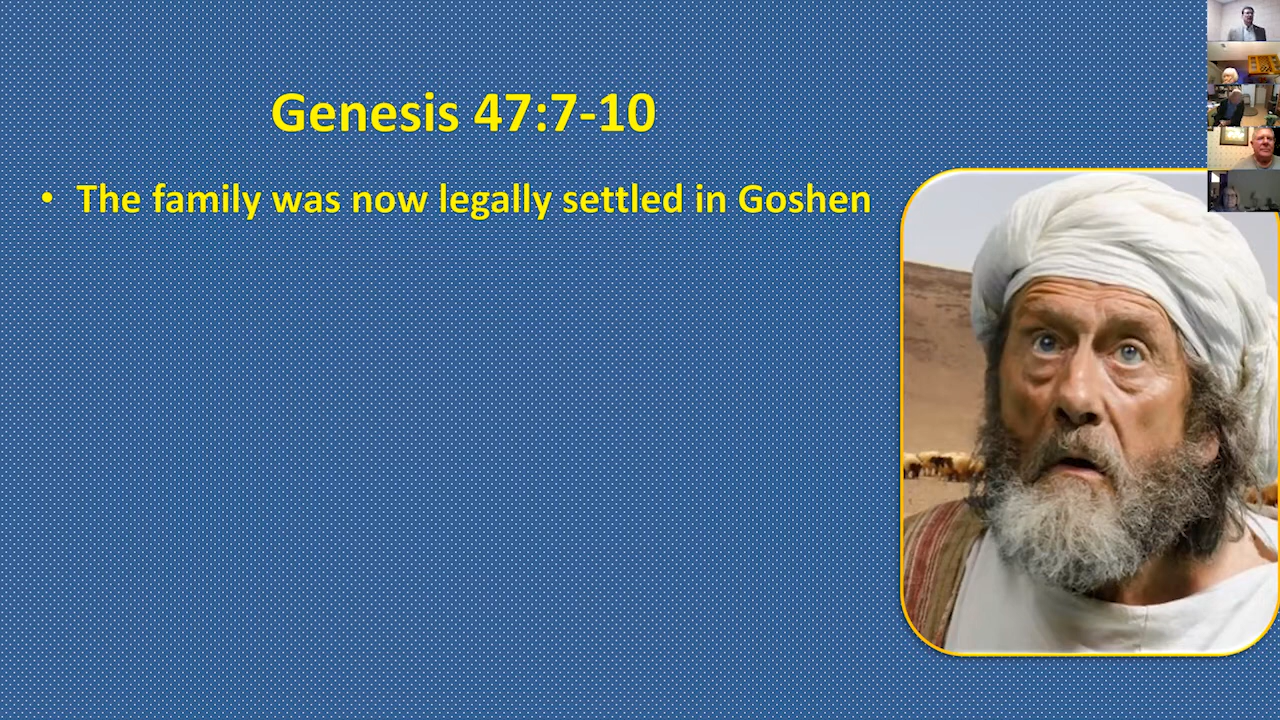 Genesis 47:7-10
• The family was now legally settled in Goshen